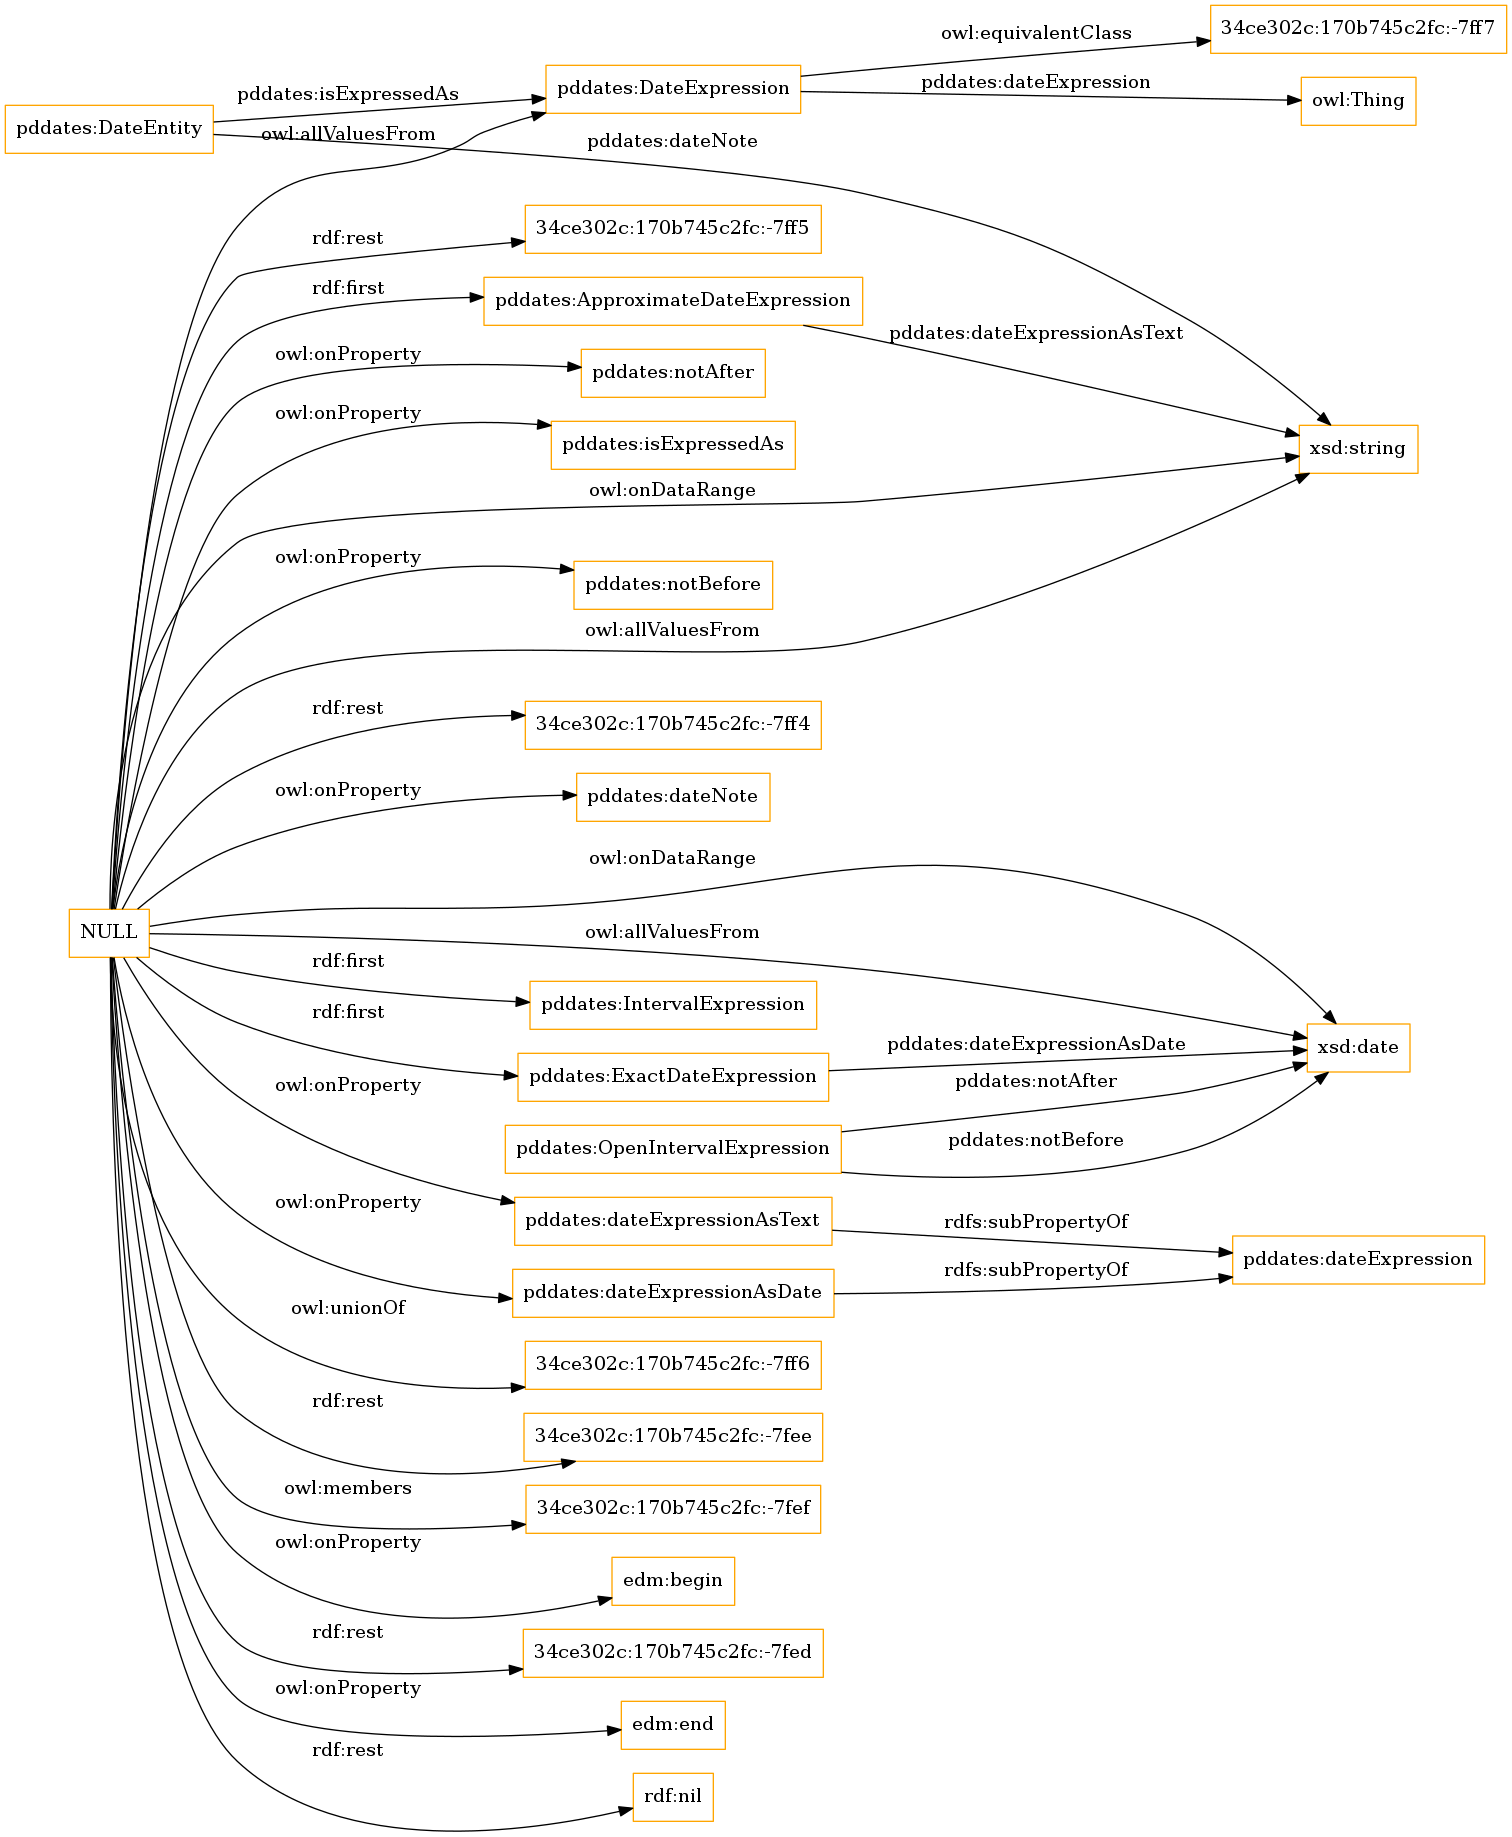 34ce302c:170b745c2fc:-7ff7
owl:equivalentClass
pddates:DateExpression
pddates:dateExpression
owl:Thing
pddates:isExpressedAs
pddates:DateEntity
owl:allValuesFrom
pddates:dateNote
34ce302c:170b745c2fc:-7ff5
rdf:rest
rdf:first
pddates:ApproximateDateExpression
pddates:dateExpressionAsText
owl:onProperty
pddates:notAfter
owl:onProperty
pddates:isExpressedAs
xsd:string
owl:onDataRange
owl:onProperty
pddates:notBefore
owl:allValuesFrom
rdf:rest
34ce302c:170b745c2fc:-7ff4
owl:onProperty
pddates:dateNote
owl:onDataRange
NULL
owl:allValuesFrom
rdf:first
pddates:IntervalExpression
rdf:first
pddates:ExactDateExpression
pddates:dateExpressionAsDate
xsd:date
pddates:notAfter
owl:onProperty
pddates:OpenIntervalExpression
pddates:notBefore
owl:onProperty
pddates:dateExpressionAsText
rdfs:subPropertyOf
pddates:dateExpression
rdfs:subPropertyOf
pddates:dateExpressionAsDate
owl:unionOf
34ce302c:170b745c2fc:-7ff6
rdf:rest
34ce302c:170b745c2fc:-7fee
owl:members
34ce302c:170b745c2fc:-7fef
owl:onProperty
edm:begin
rdf:rest
34ce302c:170b745c2fc:-7fed
owl:onProperty
edm:end
rdf:rest
rdf:nil